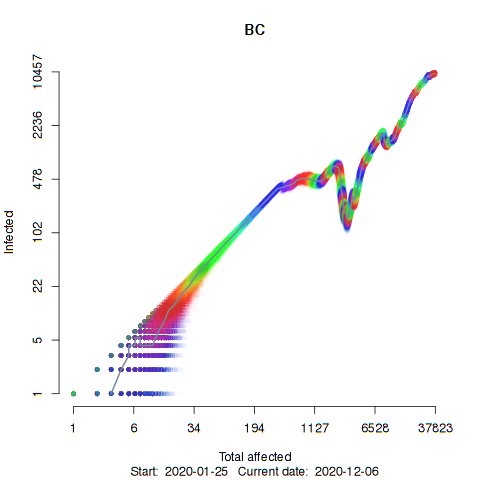 BC
10457
2236
478
102
22
5
1
Infected
1 6 34 194 1127 6528 37823
Total affected
Start: 2020-01-25 Current date: 2020-12-06